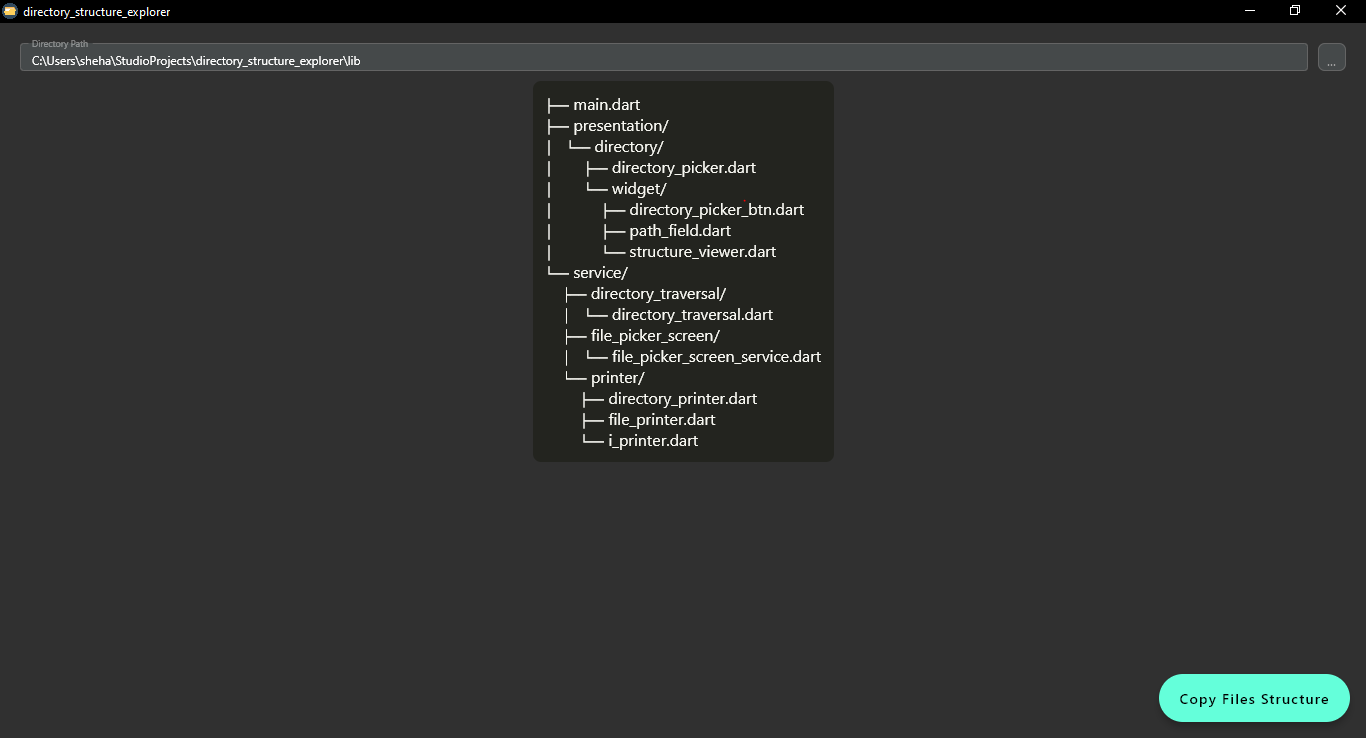 directory_structure_explorer
Directory Path
C:\Users\sheha\StudioProjects\directory_structure_explorer\lib
...
├── main.dart
├── presentation/
│   └── directory/
│       ├── directory_picker.dart
│       └── widget/
│           ├── directory_picker_btn.dart
│           ├── path_field.dart
│           └── structure_viewer.dart
└── service/
    ├── directory_traversal/
    │   └── directory_traversal.dart
    ├── file_picker_screen/
    │   └── file_picker_screen_service.dart
    └── printer/
        ├── directory_printer.dart
        ├── file_printer.dart
        └── i_printer.dart
Copy Files Structure